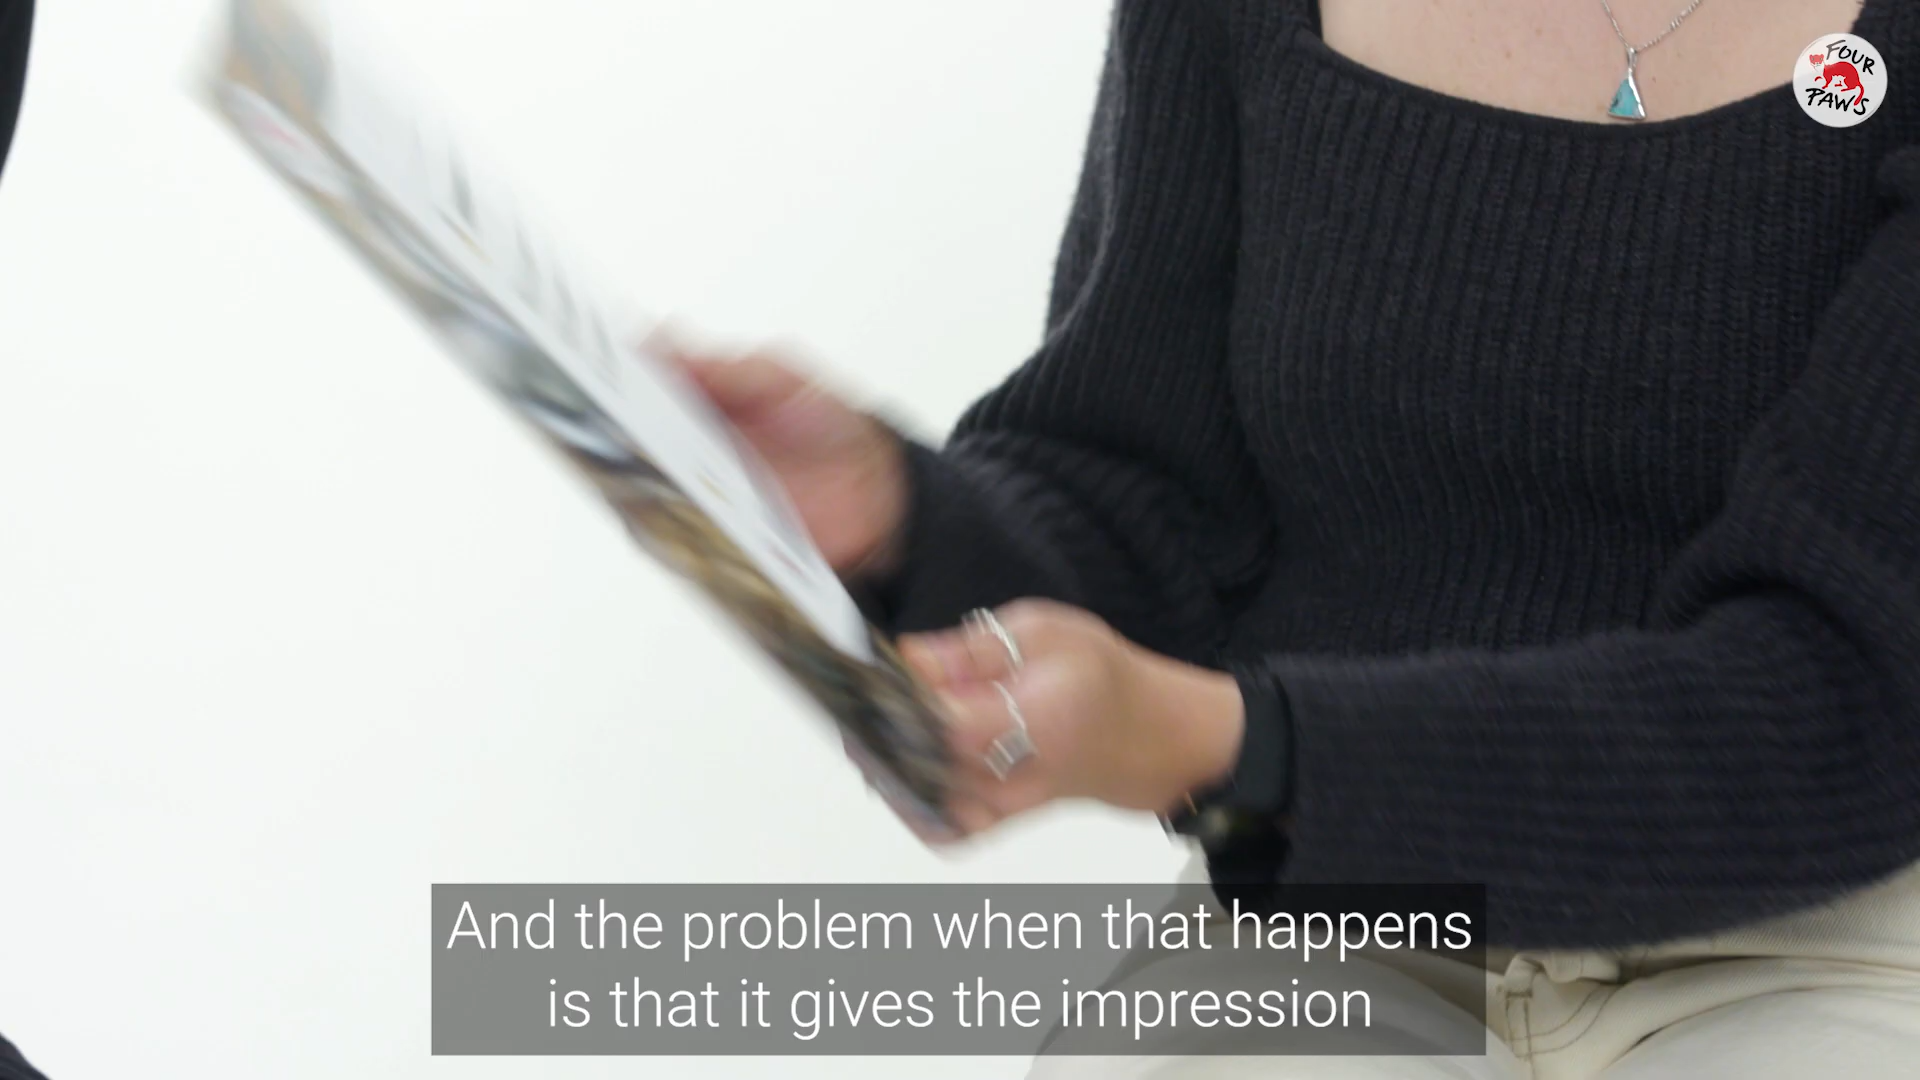 FOUR
PAWS
And the problem when that happens
is that it gives the impression